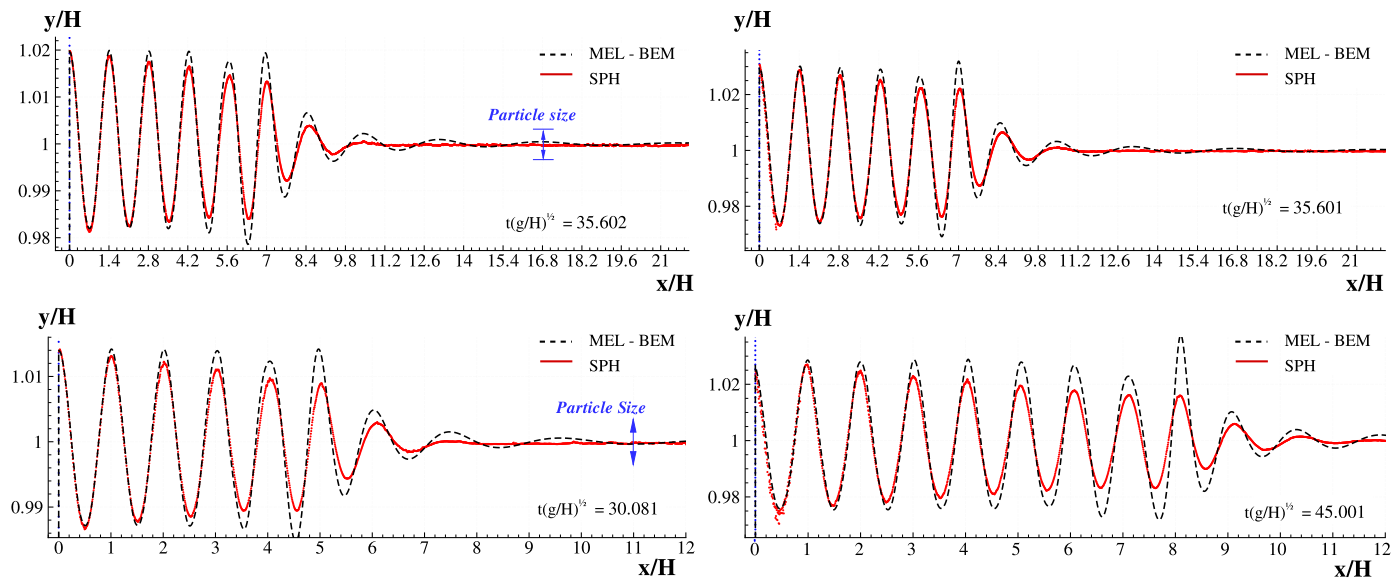 y/H
1.02
1.01
1
0.99
0.98
MEL - BEM
SPH
Particle size
t(g/H)^½ = 35.602
0 1.4 2.8 4.2 5.6 7 8.4 9.8 11.2 12.6 14 15.4 16.8 18.2 19.6 21
x/H
y/H
1.02
1
0.98
MEL - BEM
SPH
t(g/H)^½ = 35.601
0 1.4 2.8 4.2 5.6 7 8.4 9.8 11.2 12.6 14 15.4 16.8 18.2 19.6 21
x/H
y/H
1.01
1
0.99
MEL - BEM
SPH
Particle Size
t(g/H)^½ = 30.081
0 1 2 3 4 5 6 7 8 9 10 11 12
x/H
y/H
1.02
1
0.98
MEL - BEM
SPH
t(g/H)^½ = 45.001
0 1 2 3 4 5 6 7 8 9 10 11 12
x/H